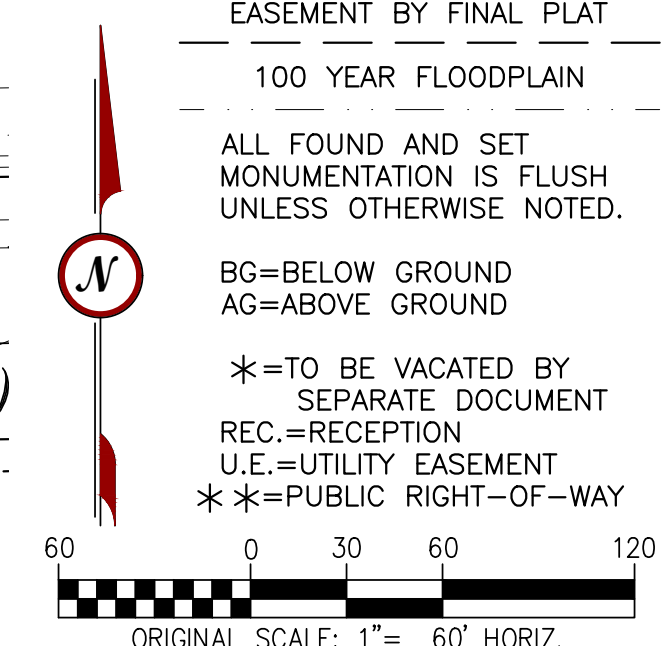 EASEMENT BY FINAL PLAT
100 YEAR FLOODPLAIN
ALL FOUND AND SET
MONUMENTATION IS FLUSH
UNLESS OTHERWISE NOTED.
BG=BELOW GROUND
AG=ABOVE GROUND
*=TO BE VACATED BY
SEPARATE DOCUMENT
REC.=RECEPTION
U.E.=UTILITY EASEMENT
**=PUBLIC RIGHT-OF-WAY
N
60 0 30 60 120
ORIGINAL SCALE: 1"= 60' HORIZ.